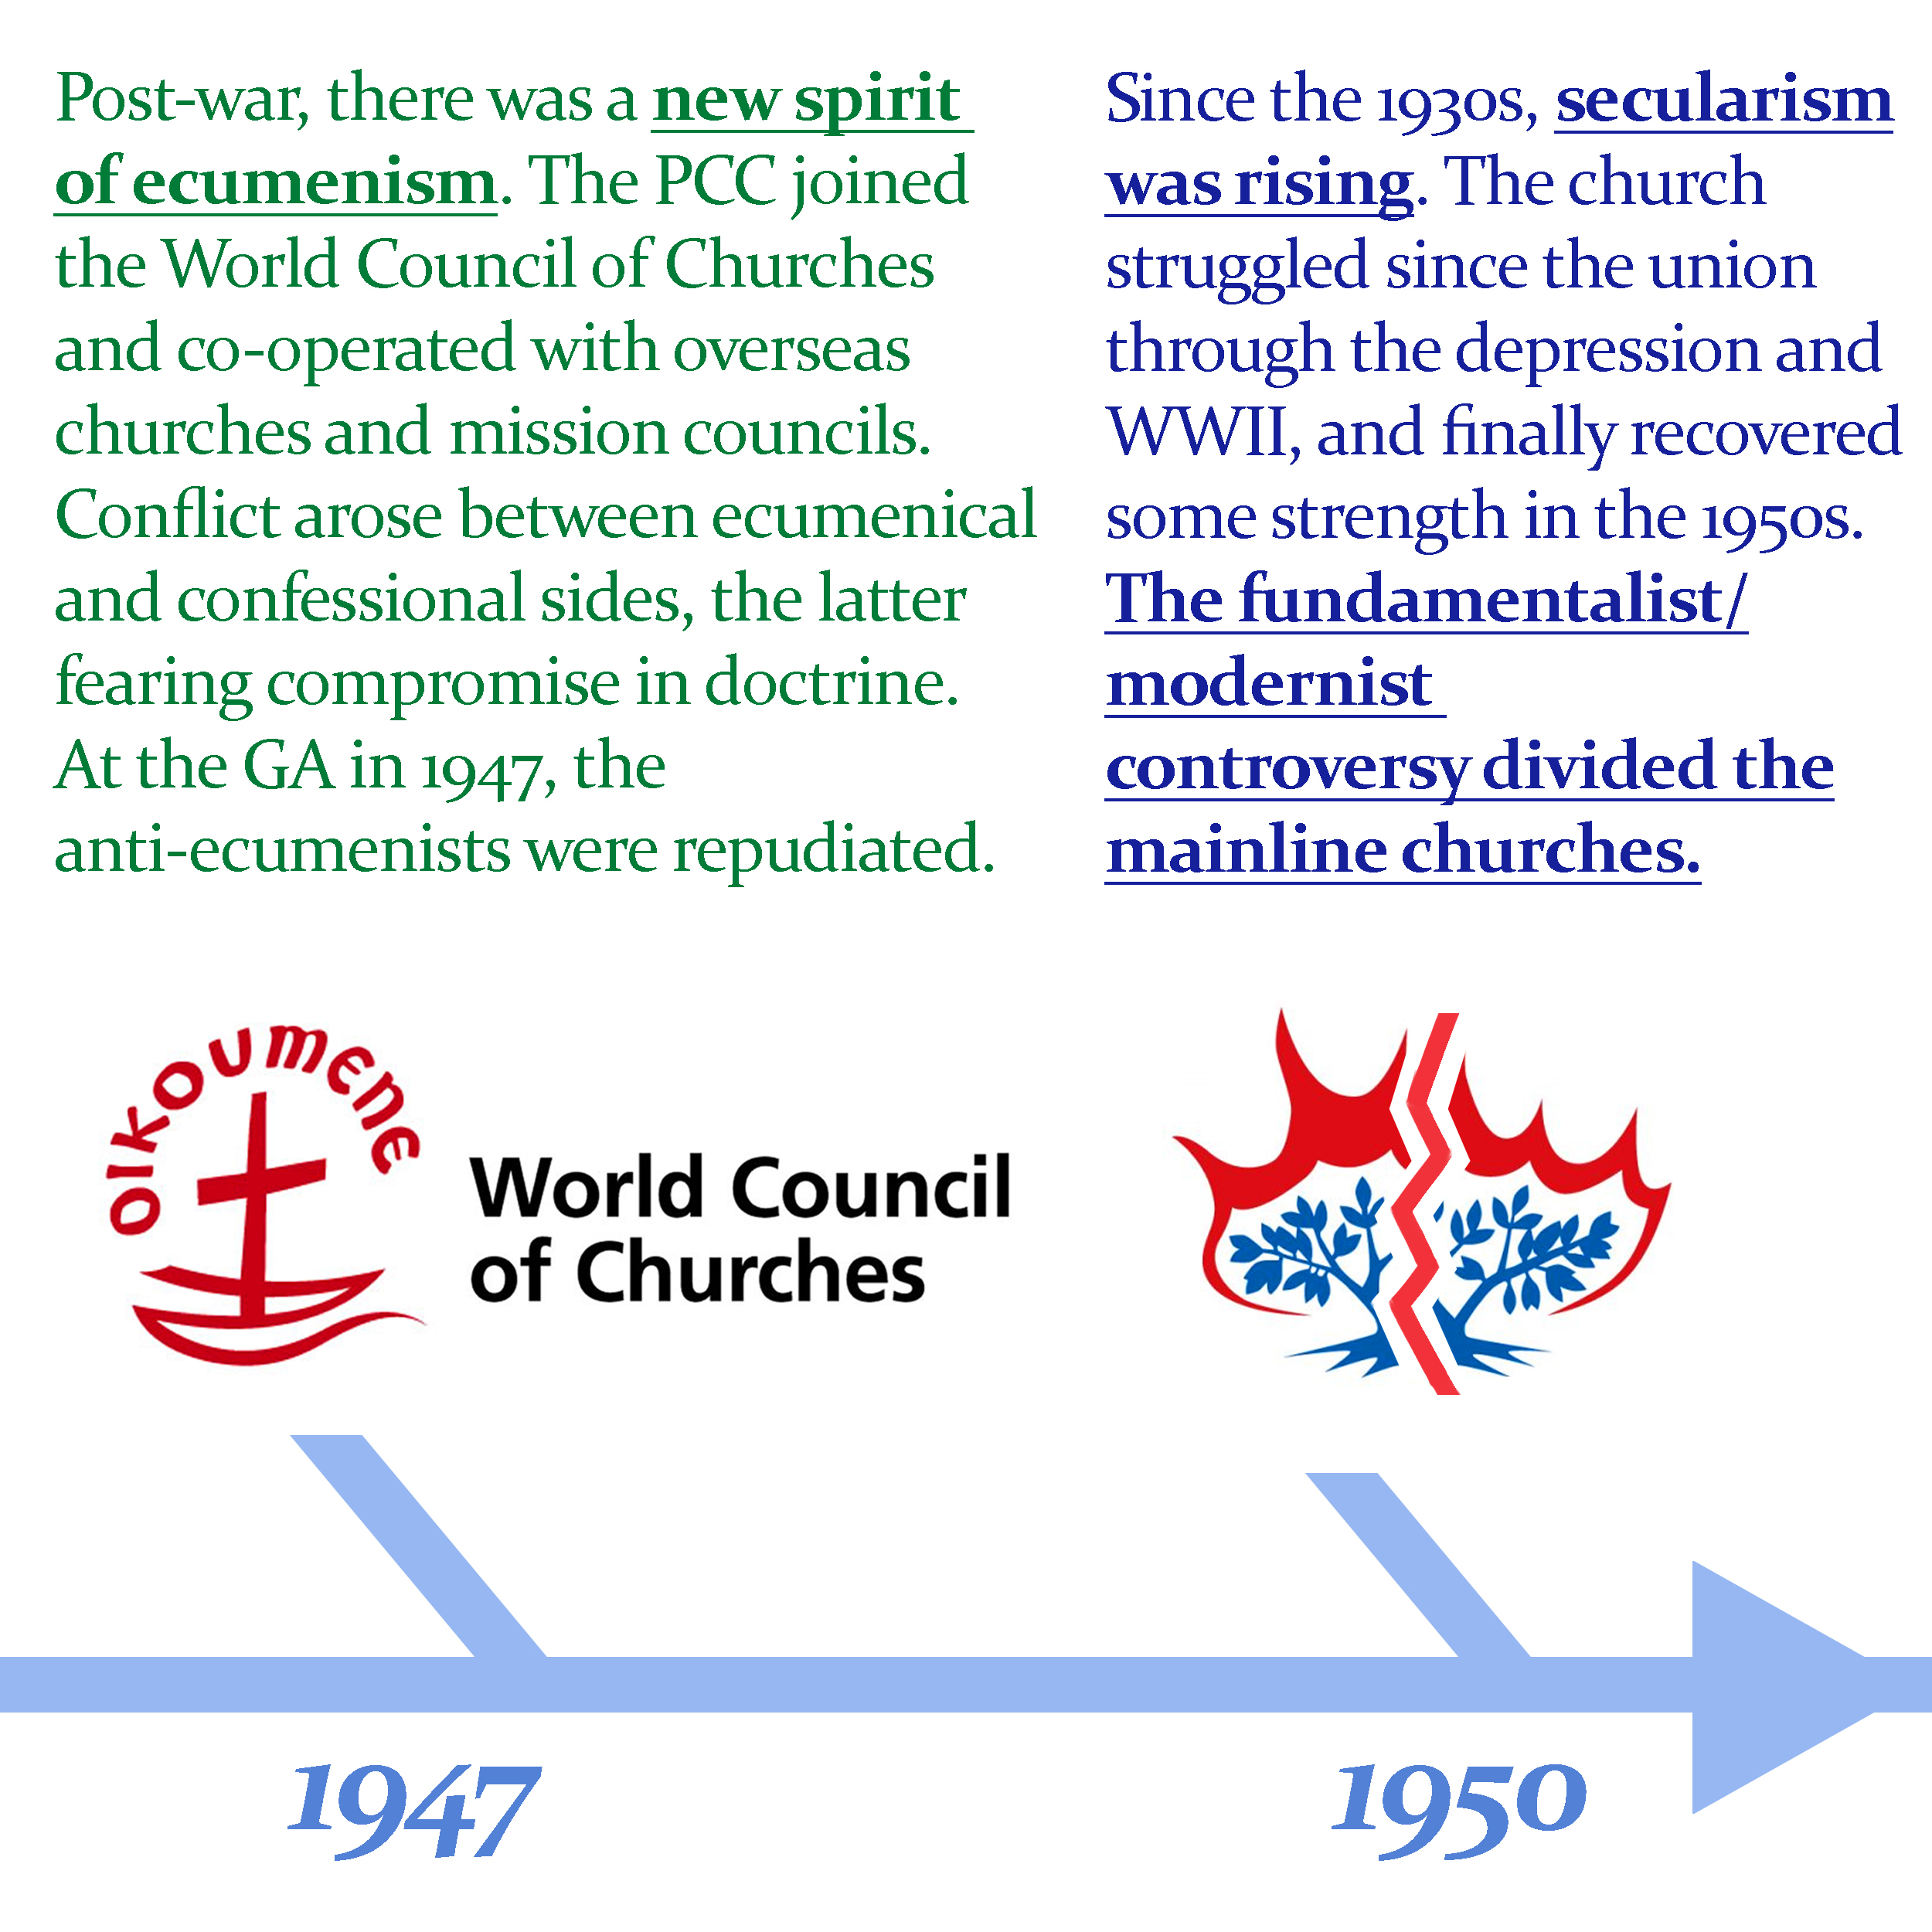 Post-war, there was a new spirit
of ecumenism. The PCC joined
the World Council of Churches
and co-operated with overseas
churches and mission councils.
Conflict arose between ecumenical
and confessional sides, the latter
fearing compromise in doctrine.
At the GA in 1947, the
anti-ecumenists were repudiated.
Since the 1930s, secularism
was rising. The church
struggled since the union
through the depression and
WWII, and finally recovered
some strength in the 1950s.
The fundamentalist/
modernist
controversy divided the
mainline churches.
OIKOUMENE
World Council
of Churches
1947
1950